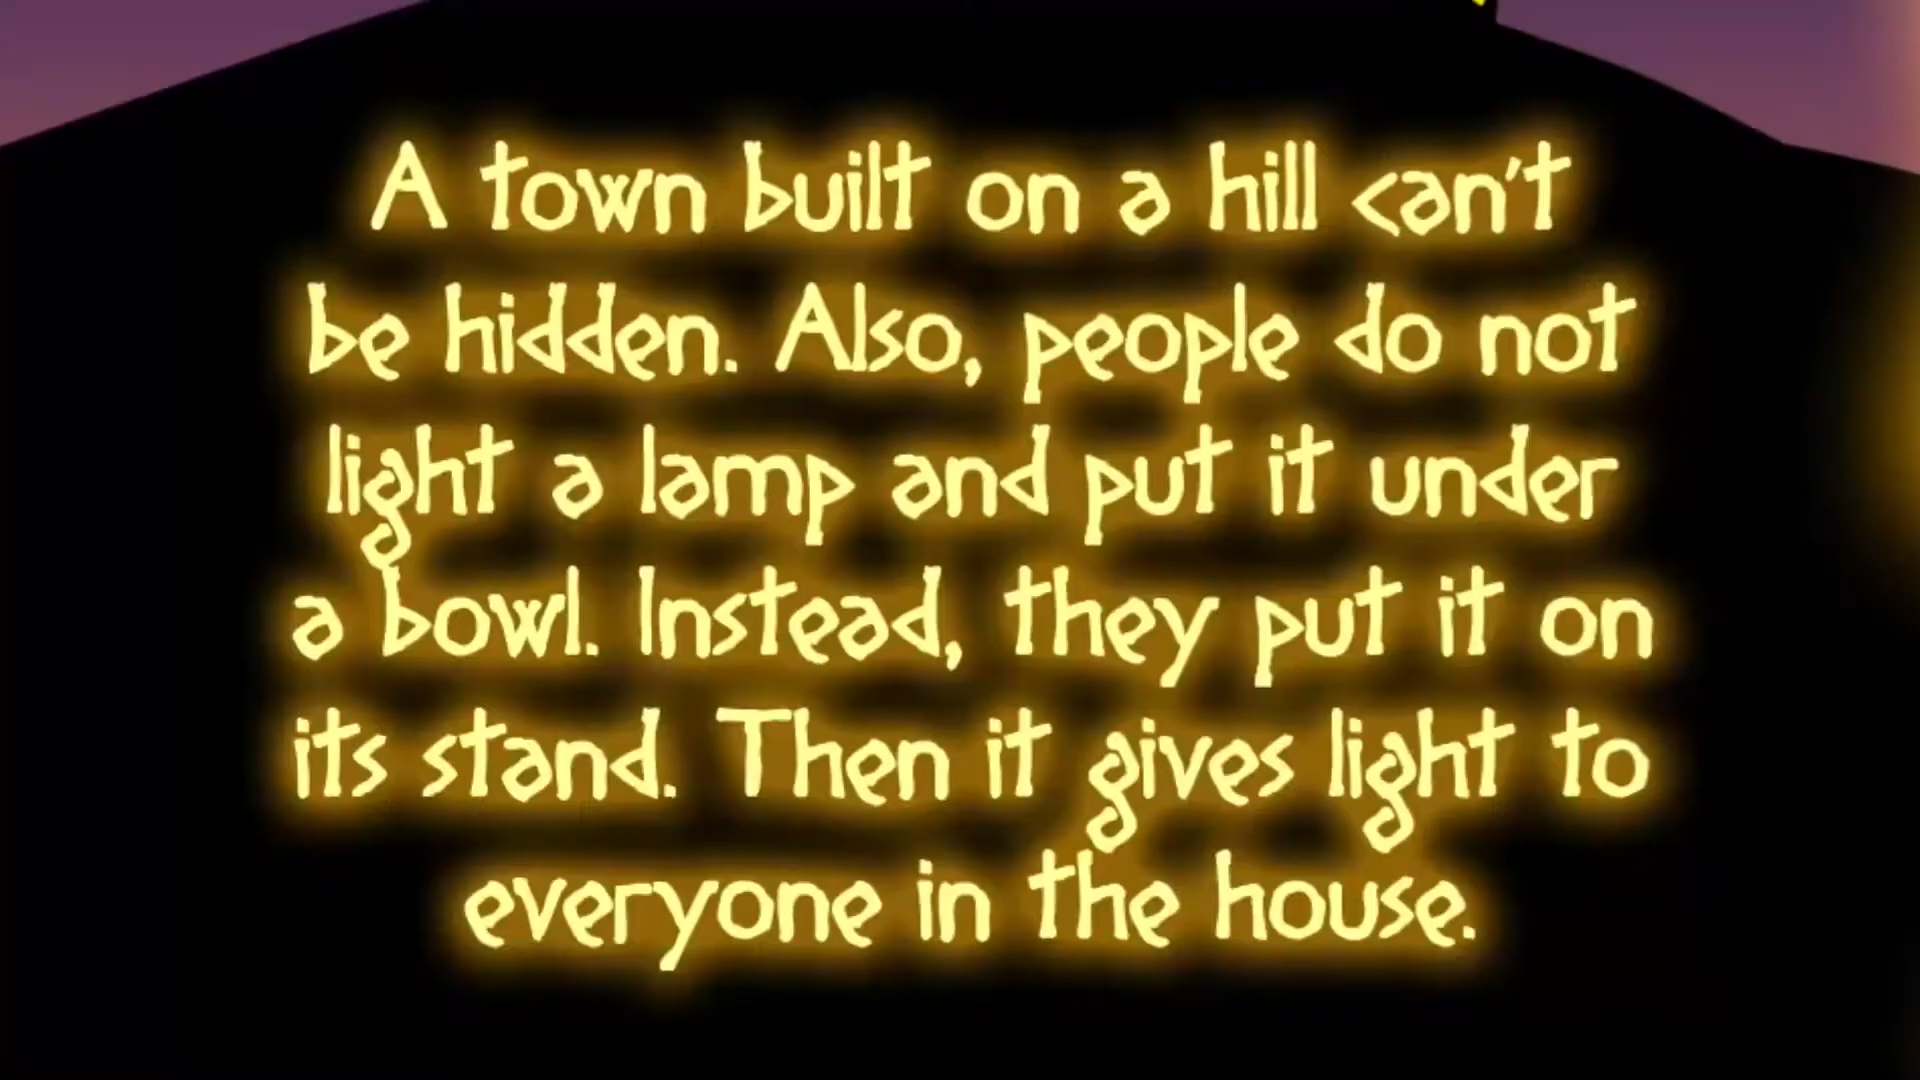 A town built on a hill can't
be hidden. Also, people do not
light a lamp and put it under
a bowl. Instead, they put it on
its stand. Then it gives light to
everyone in the house.